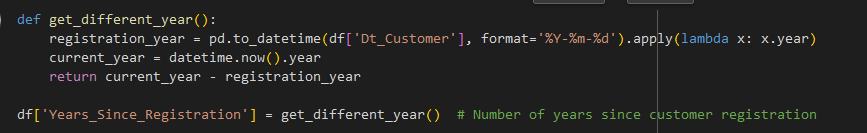 def get_different_year():
    registration_year = pd.to_datetime(df['Dt_Customer'], format='%Y-%m-%d').apply(lambda x: x.year)
    current_year = datetime.now().year
    return current_year - registration_year

df['Years_Since_Registration'] = get_different_year()  # Number of years since customer registration